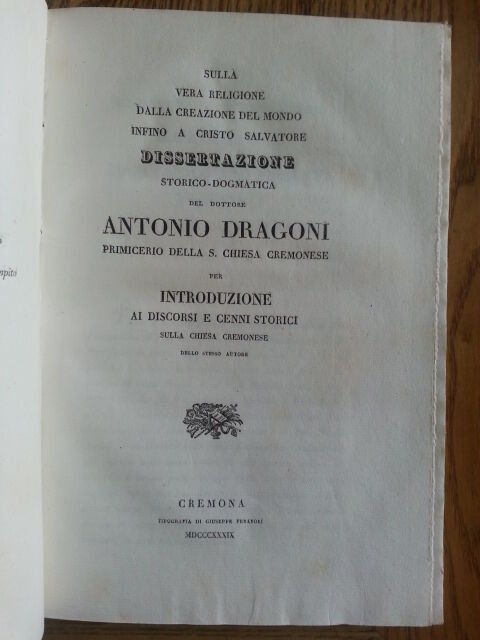 SULLA
VERA RELIGIONE
DALLA CREAZIONE DEL MONDO
INFINO A CRISTO SALVATORE
DISSERTAZIONE
STORICO-DOGMATICA
DEL DOTTORE
ANTONIO DRAGONI
PRIMICERIO DELLA S. CHIESA CREMONESE
PER
INTRODUZIONE
AI DISCORSI E CENNI STORICI
SULLA CHIESA CREMONESE
DELLO STESSO AUTORE
CREMONA
TIPOGRAFIA DI GIUSEPPE FERABOLI
MDCCCXXXIX